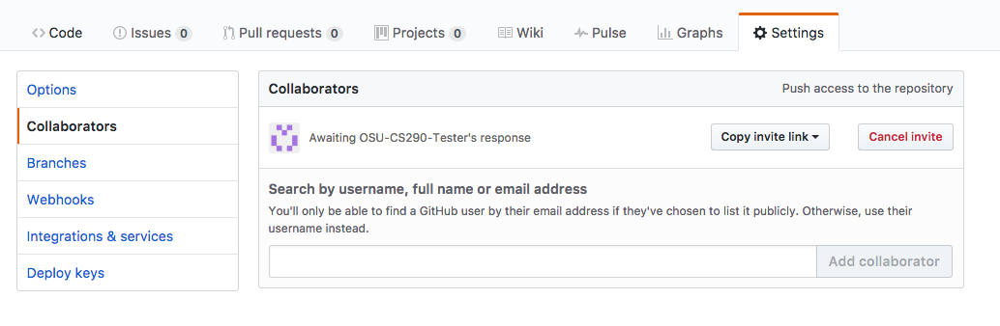 Code Issues 0 Pull requests 0 Projects 0 Wiki Pulse Graphs Settings
Options
Collaborators
Branches
Webhooks
Integrations & services
Deploy keys
Collaborators Push access to the repository
Awaiting OSU-CS290-Tester's response Copy invite link Cancel invite
Search by username, full name or email address
You'll only be able to find a GitHub user by their email address if they've chosen to list it publicly. Otherwise, use their
username instead.
Add collaborator